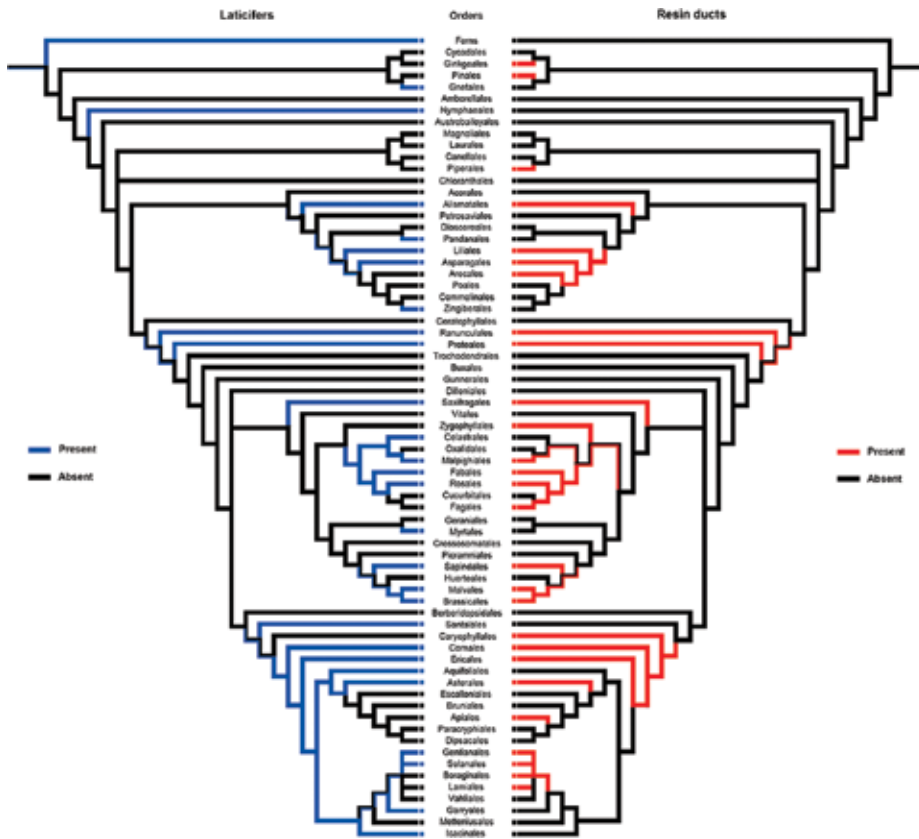 Laticifers Orders Resin ducts
Ferns
Cycadales
Ginkgoales
Pinales
Gnetales
Amborellales
Nymphaeales
Austrobaileyales
Magnoliales
Laurales
Canellales
Piperales
Chloranthales
Acorales
Alismatales
Petrosaviales
Dioscoreales
Pandanales
Liliales
Asparagales
Arecales
Poales
Commelinales
Zingiberales
Ceratophyllales
Ranunculales
Proteales
Trochodendrales
Buxales
Gunnerales
Dilleniales
Saxifragales
Vitales
Zygophyllales
Celastrales
Oxalidales
Malpighiales
Present Fabales Present
Rosales
Absent Absent
Cucurbitales
Fagales
Geraniales
Myrtales
Crossosomatales
Picramniales
Sapindales
Huerteales
Malvales
Brassicales
Berberidopsidales
Santalales
Caryophyllales
Cornales
Ericales
Aquifoliales
Asterales
Escalloniales
Bruniales
Apiales
Paracryphiales
Dipsacales
Gentianales
Solanales
Boraginales
Lamiales
Vahliales
Garryales
Metteniusales
Icacinales